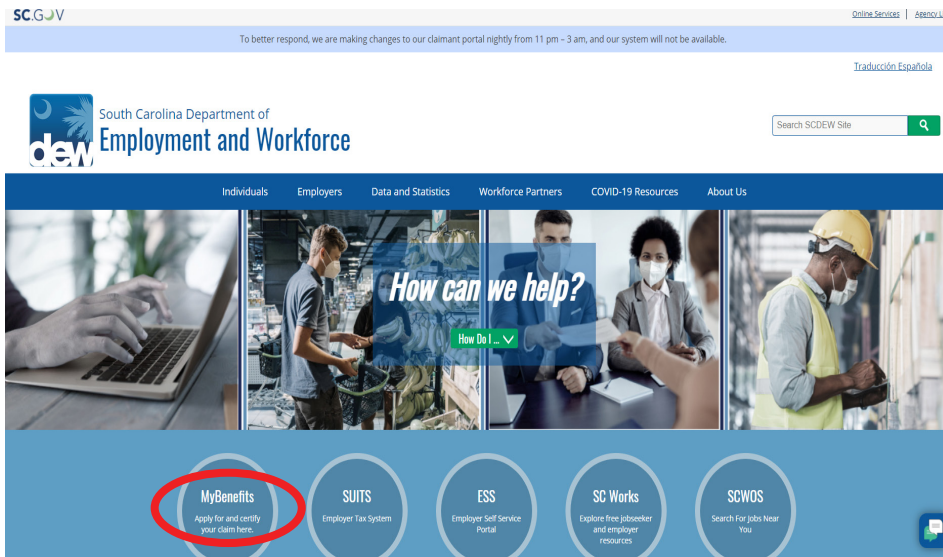 SC.GOV
Online Services | Agency L
To better respond, we are making changes to our claimant portal nightly from 11 pm – 3 am, and our system will not be available.
Traducción Española
dew
South Carolina Department of
Employment and Workforce
Search SCDEW Site
Individuals Employers Data and Statistics Workforce Partners COVID-19 Resources About Us
How can we help?
How Do I ...
MyBenefits
Apply for and certify
your claim here.
SUITS
Employer Tax System
ESS
Employer Self Service
Portal
SC Works
Explore free jobseeker
and employer
resources
SCWOS
Search For Jobs Near
You